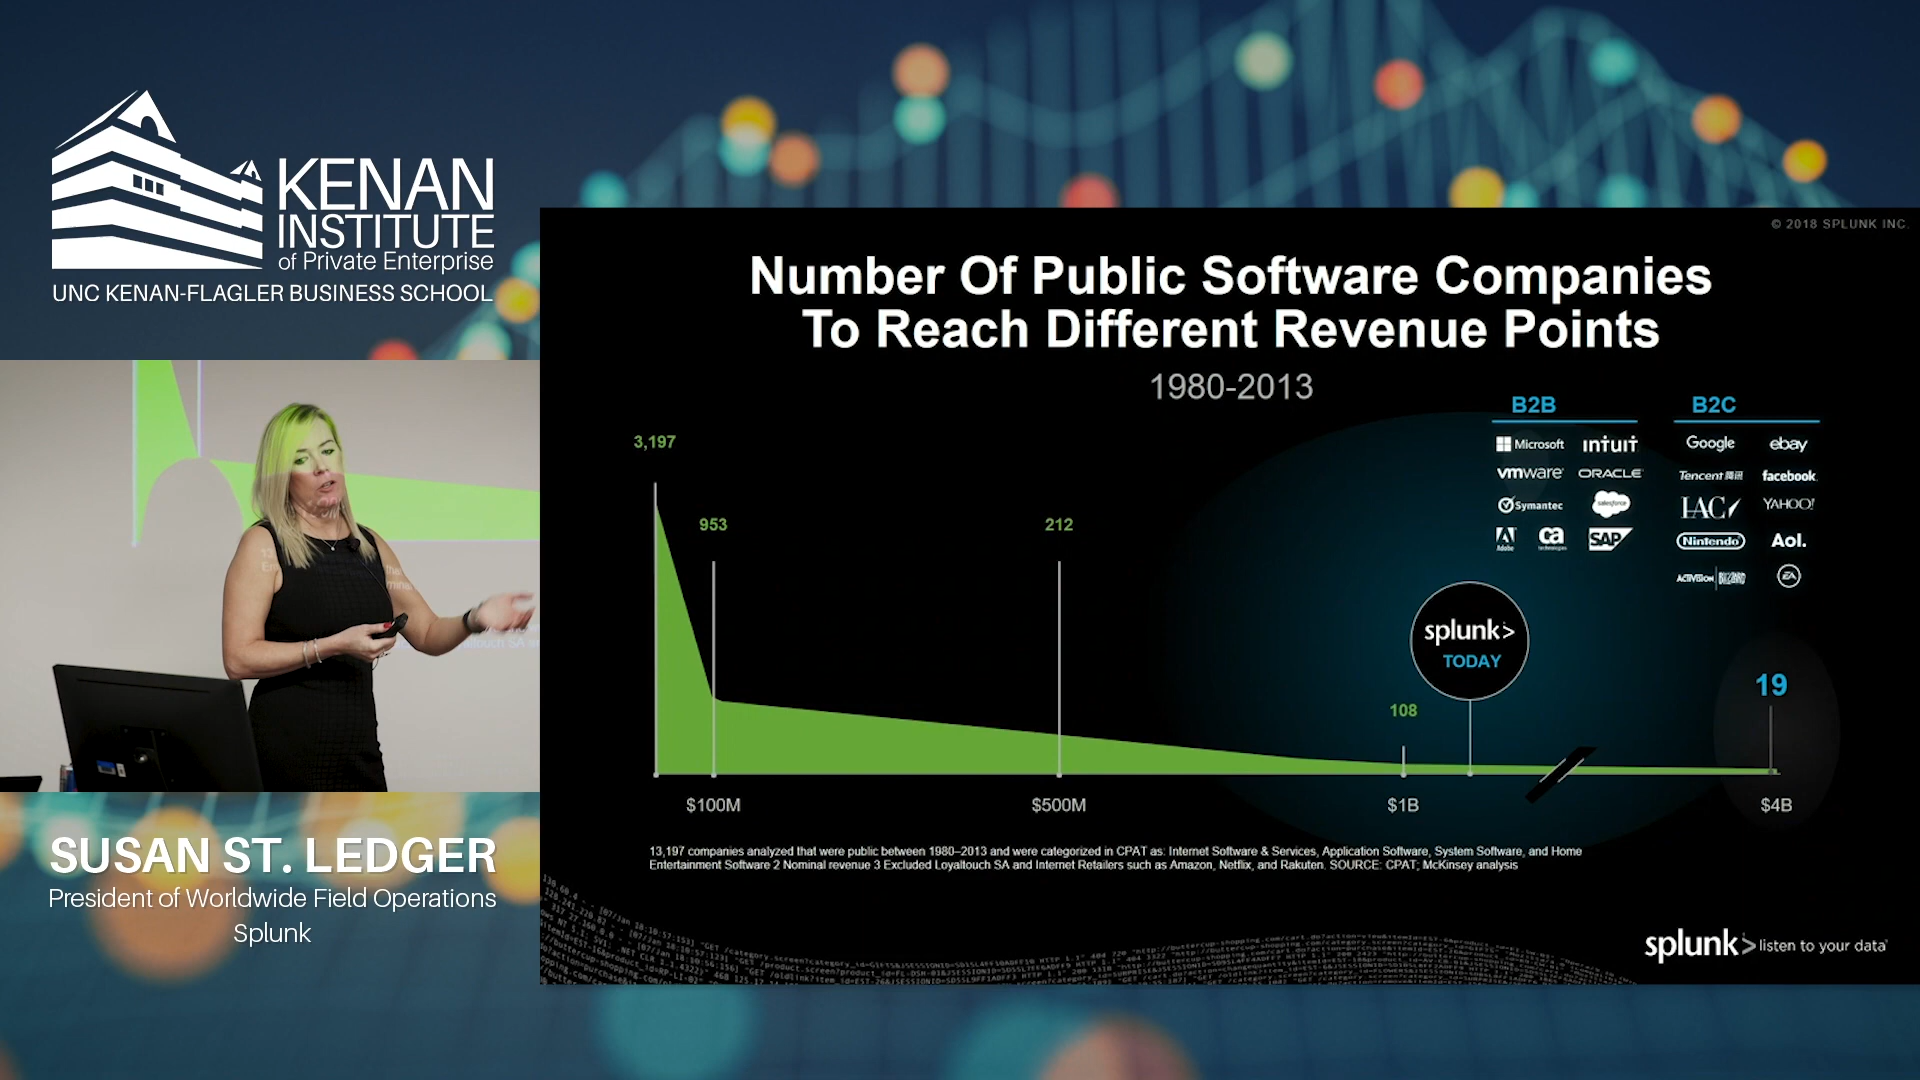 KENAN
INSTITUTE
of Private Enterprise
UNC KENAN-FLAGLER BUSINESS SCHOOL
SUSAN ST. LEDGER
President of Worldwide Field Operations
Splunk
© 2018 SPLUNK INC.
Number Of Public Software Companies
To Reach Different Revenue Points
1980-2013
B2B
Microsoft intuit
vmware ORACLE
Symantec salesforce
Adobe ca technologies SAP
B2C
Google ebay
Tencent 腾讯 facebook
IAC YAHOO!
Nintendo Aol.
ACTIVISION BLIZZARD EA
3,197
953
212
108
splunk>
TODAY
19
$100M
$500M
$1B
$4B
13,197 companies analyzed that were public between 1980–2013 and were categorized in CPAT as: Internet Software & Services, Application Software, System Software, and Home
Entertainment Software 2 Nominal revenue 3 Excluded Loyaltouch SA and Internet Retailers such as Amazon, Netflix, and Rakuten. SOURCE: CPAT; McKinsey analysis
splunk> listen to your data